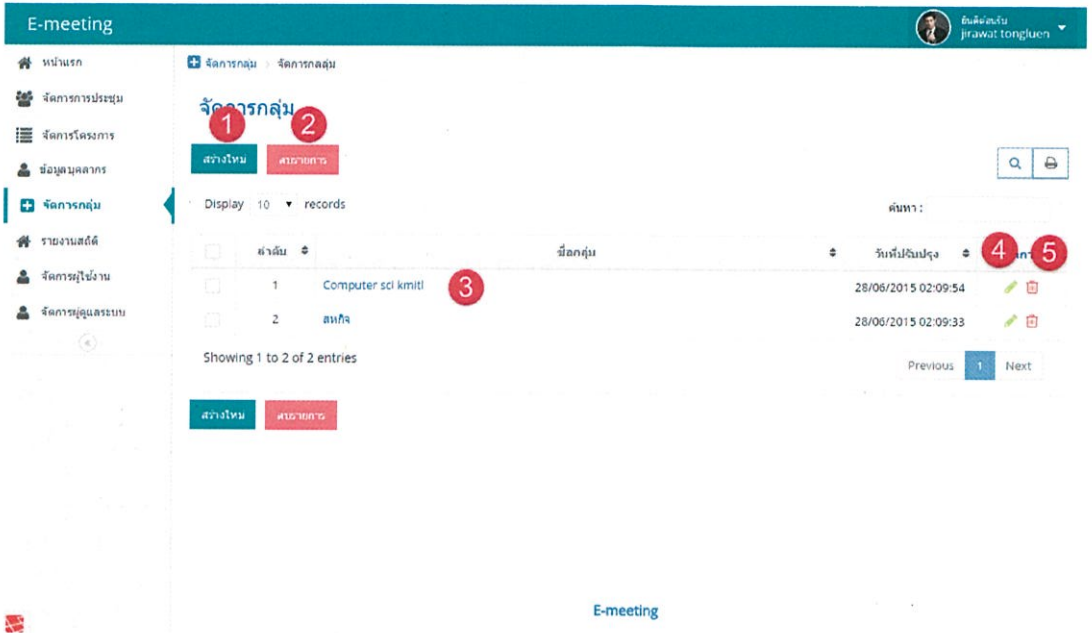 E-meeting
ยินดีต้อนรับ
jirawat tongluen
หน้าแรก
จัดการการประชุม
จัดการโครงการ
ข้อมูลบุคลากร
จัดการกลุ่ม
รายงานสถิติ
จัดการผู้ใช้งาน
จัดการผู้ดูแลระบบ
จัดการกลุ่ม > จัดการกลุ่ม
จัดการกลุ่ม
1 2
สร้างใหม่ ลบรายการ
Display 10 records
ค้นหา :
ลำดับ ชื่อกลุ่ม วันที่ปรับปรุง 4 5
1 Computer sci kmitl 3 28/06/2015 02:09:54
2 สหกิจ 28/06/2015 02:09:33
Showing 1 to 2 of 2 entries
Previous 1 Next
สร้างใหม่ ลบรายการ
E-meeting